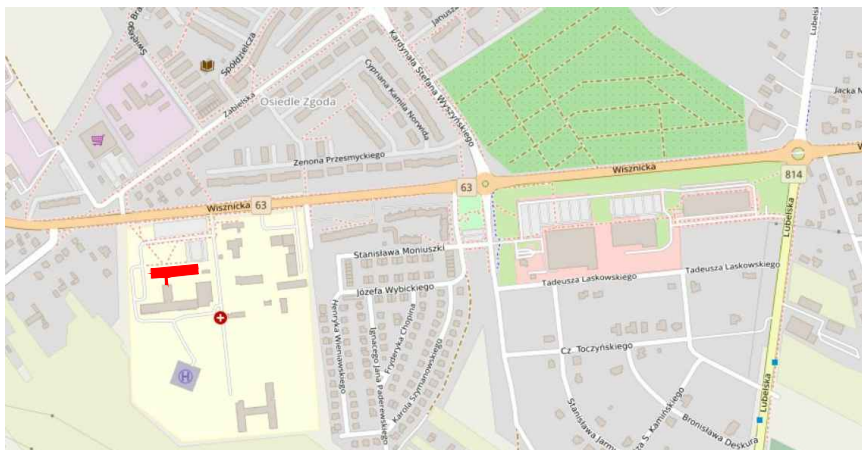 Spółdzielcza
Zabielska
Osiedle Zgoda
Cypriana Kamila Norwida
Kardynała Stefana Wyszyńskiego
Zenona Przesmyckiego
Wisznicka
63
63
Wisznicka
814
Lubelska
Stanisława Moniuszki
Józefa Wybickiego
Henryka Wieniawskiego
Ignacego Jana Paderewskiego
Fryderyka Chopina
Karola Szymanowskiego
Tadeusza Laskowskiego
Tadeusza Laskowskiego
Cz. Toczyńskiego
Bronisława Deskura
Lubelska
H